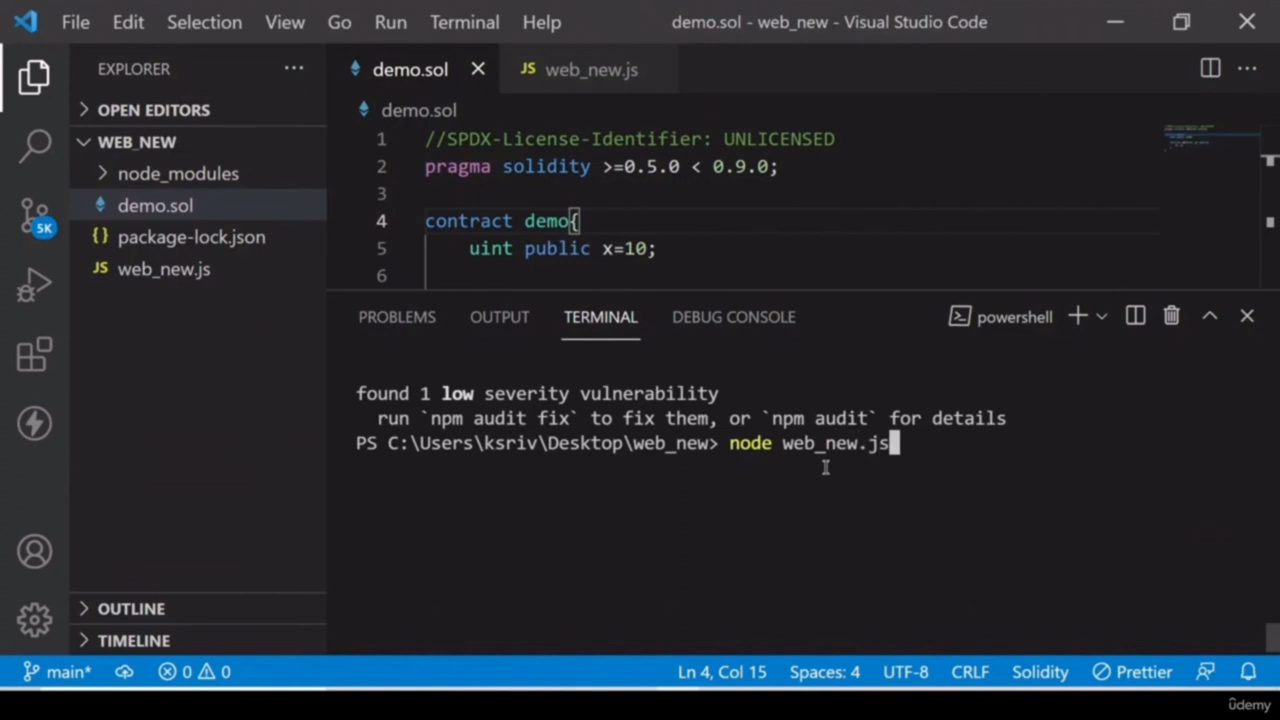 File Edit Selection View Go Run Terminal Help demo.sol - web_new - Visual Studio Code
EXPLORER
OPEN EDITORS
WEB_NEW
node_modules
demo.sol
package-lock.json
web_new.js
5K
OUTLINE
TIMELINE
demo.sol JS web_new.js
demo.sol
1 //SPDX-License-Identifier: UNLICENSED
2 pragma solidity >=0.5.0 < 0.9.0;
3
4 contract demo{
5 uint public x=10;
6
PROBLEMS OUTPUT TERMINAL DEBUG CONSOLE powershell
found 1 low severity vulnerability
run `npm audit fix` to fix them, or `npm audit` for details
PS C:\Users\ksriv\Desktop\web_new> node web_new.js
main* 0 0 Ln 4, Col 15 Spaces: 4 UTF-8 CRLF Solidity Prettier
ûdemy